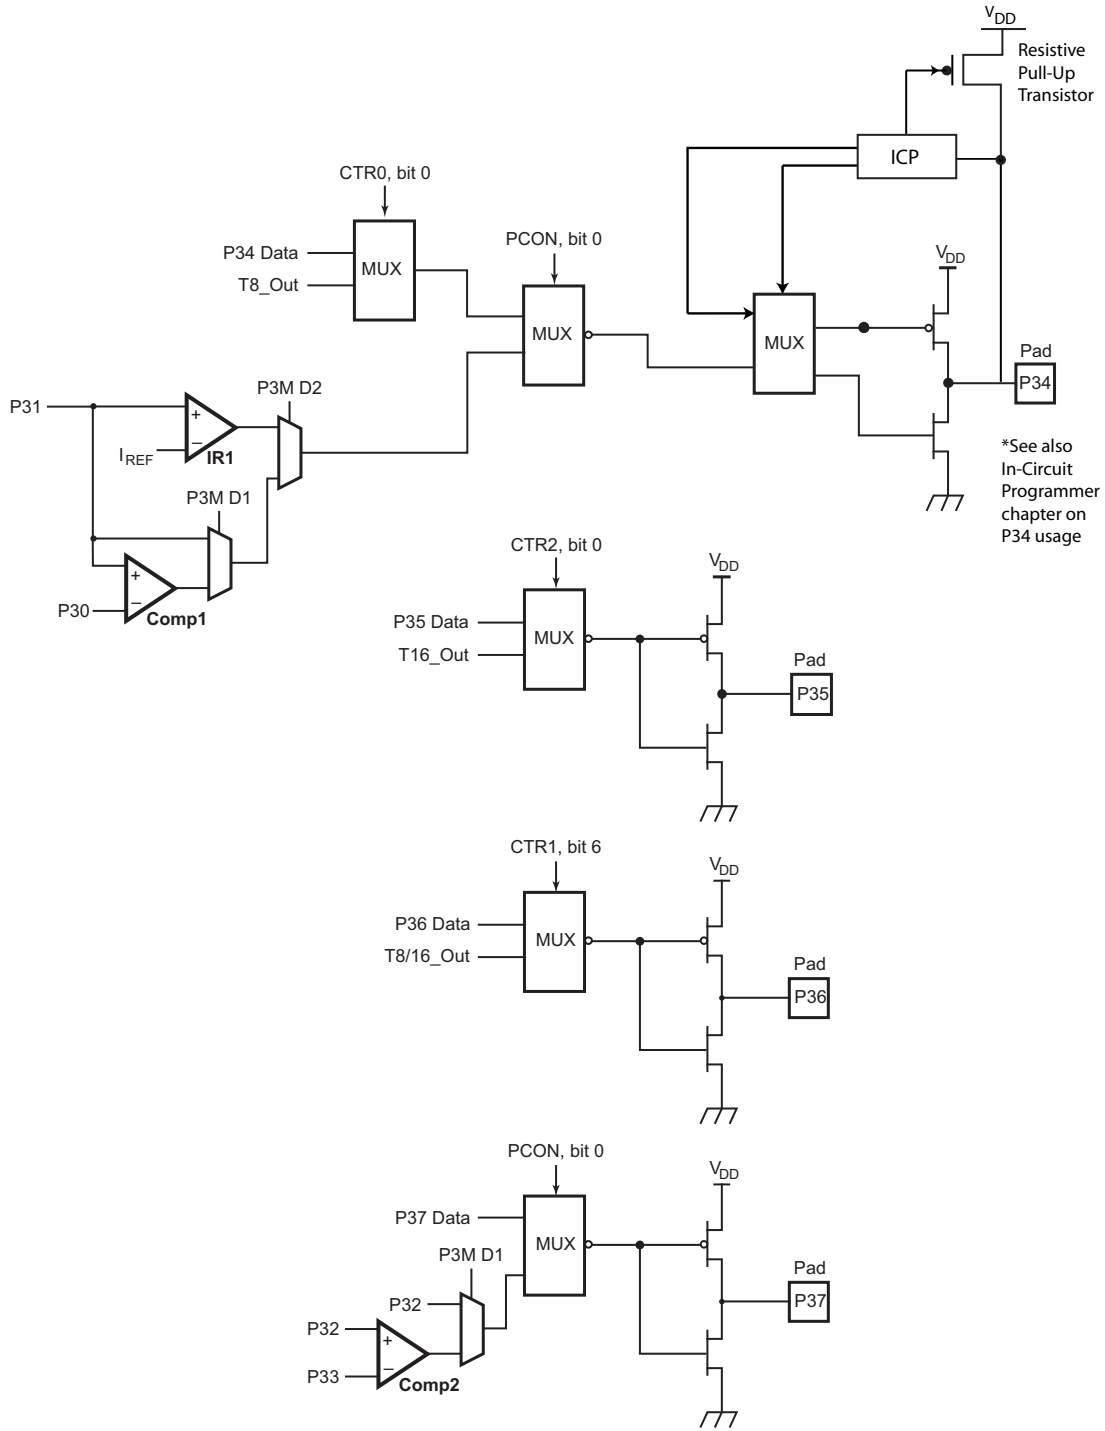 VDD
Resistive
Pull-Up
Transistor
ICP
CTR0, bit 0
P34 Data
T8_Out
MUX
PCON, bit 0
MUX
VDD
MUX
Pad
P34
P3M D2
P31
+
−
IREF
IR1
P3M D1
+
−
P30
Comp1
*See also
In-Circuit
Programmer
chapter on
P34 usage
CTR2, bit 0
VDD
P35 Data
T16_Out
MUX
Pad
P35
CTR1, bit 6
VDD
P36 Data
T8/16_Out
MUX
Pad
P36
PCON, bit 0
VDD
P37 Data
MUX
P3M D1
Pad
P37
P32
P32
+
−
P33
Comp2